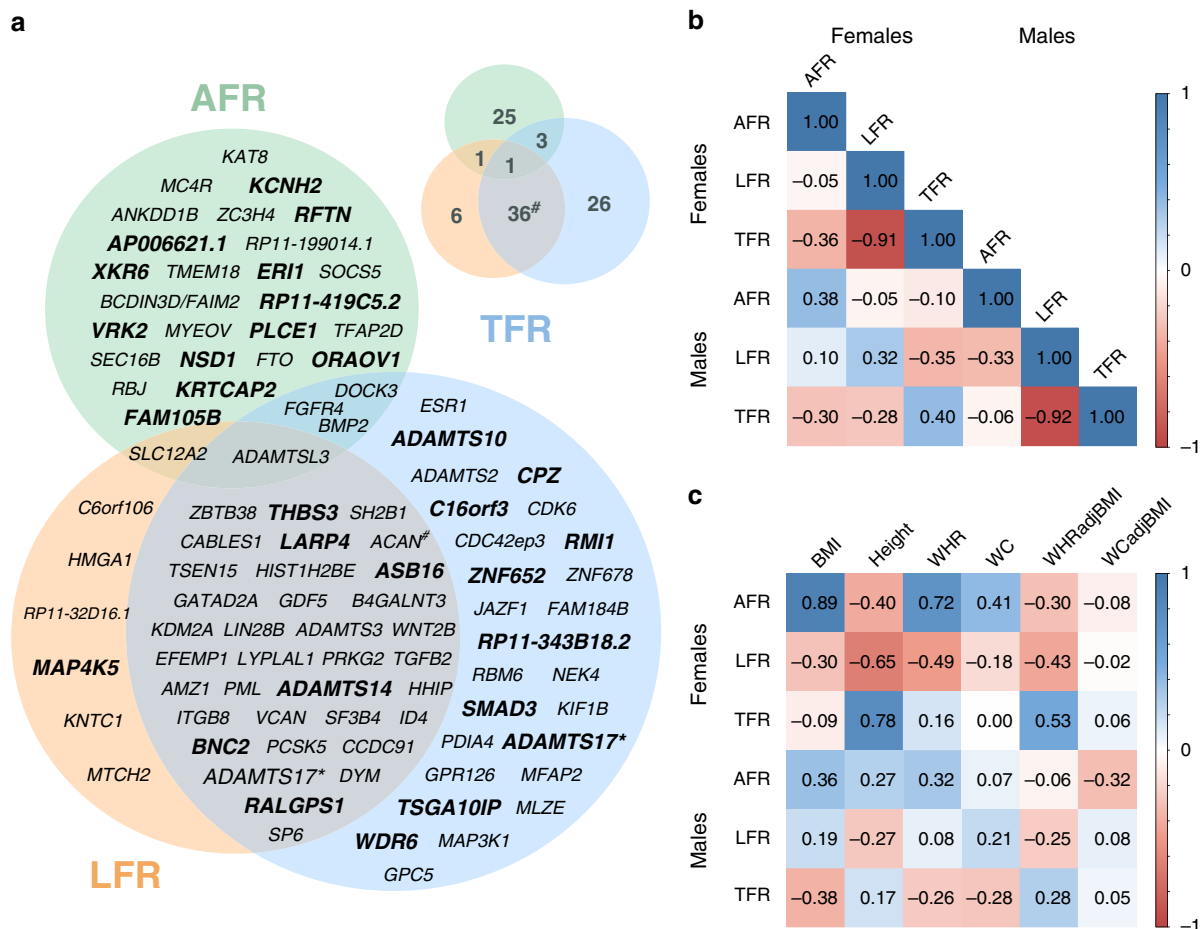 a
AFR
KAT8
MC4R KCNH2
ANKDD1B ZC3H4 RFTN
AP006621.1 RP11-199014.1
XKR6 TMEM18 ERI1 SOCS5
BCDIN3D/FAIM2 RP11-419C5.2
VRK2 MYEOV PLCE1 TFAP2D
SEC16B NSD1 FTO ORAOV1
RBJ KRTCAP2 DOCK3
FAM105B FGFR4
BMP2
SLC12A2 ADAMTSL3
25
3
1 1
6 36# 26
TFR
ESR1
ADAMTS10
ADAMTS2 CPZ
C16orf3 CDK6
CDC42ep3 RMI1
ZNF652 ZNF678
JAZF1 FAM184B
RP11-343B18.2
RBM6 NEK4
SMAD3 KIF1B
PDIA4 ADAMTS17*
GPR126 MFAP2
TSGA10IP MLZE
WDR6 MAP3K1
GPC5
C6orf106
HMGA1
RP11-32D16.1
MAP4K5
KNTC1
MTCH2
LFR
ZBTB38 THBS3 SH2B1
CABLES1 LARP4 ACAN#
TSEN15 HIST1H2BE ASB16
GATAD2A GDF5 B4GALNT3
KDM2A LIN28B ADAMTS3 WNT2B
EFEMP1 LYPLAL1 PRKG2 TGFB2
AMZ1 PML ADAMTS14 HHIP
ITGB8 VCAN SF3B4 ID4
BNC2 PCSK5 CCDC91
ADAMTS17* DYM
RALGPS1
SP6
b
Females Males
AFR LFR TFR AFR LFR TFR
Females
AFR 1.00
LFR −0.05 1.00
TFR −0.36 −0.91 1.00
Males
AFR 0.38 −0.05 −0.10 1.00
LFR 0.10 0.32 −0.35 −0.33 1.00
TFR −0.30 −0.28 0.40 −0.06 −0.92 1.00
1
0
−1
c
BMI Height WHR WC WHRadjBMI WCadjBMI
Females
AFR 0.89 −0.40 0.72 0.41 −0.30 −0.08
LFR −0.30 −0.65 −0.49 −0.18 −0.43 −0.02
TFR −0.09 0.78 0.16 0.00 0.53 0.06
Males
AFR 0.36 0.27 0.32 0.07 −0.06 −0.32
LFR 0.19 −0.27 0.08 0.21 −0.25 0.08
TFR −0.38 0.17 −0.26 −0.28 0.28 0.05
1
0
−1